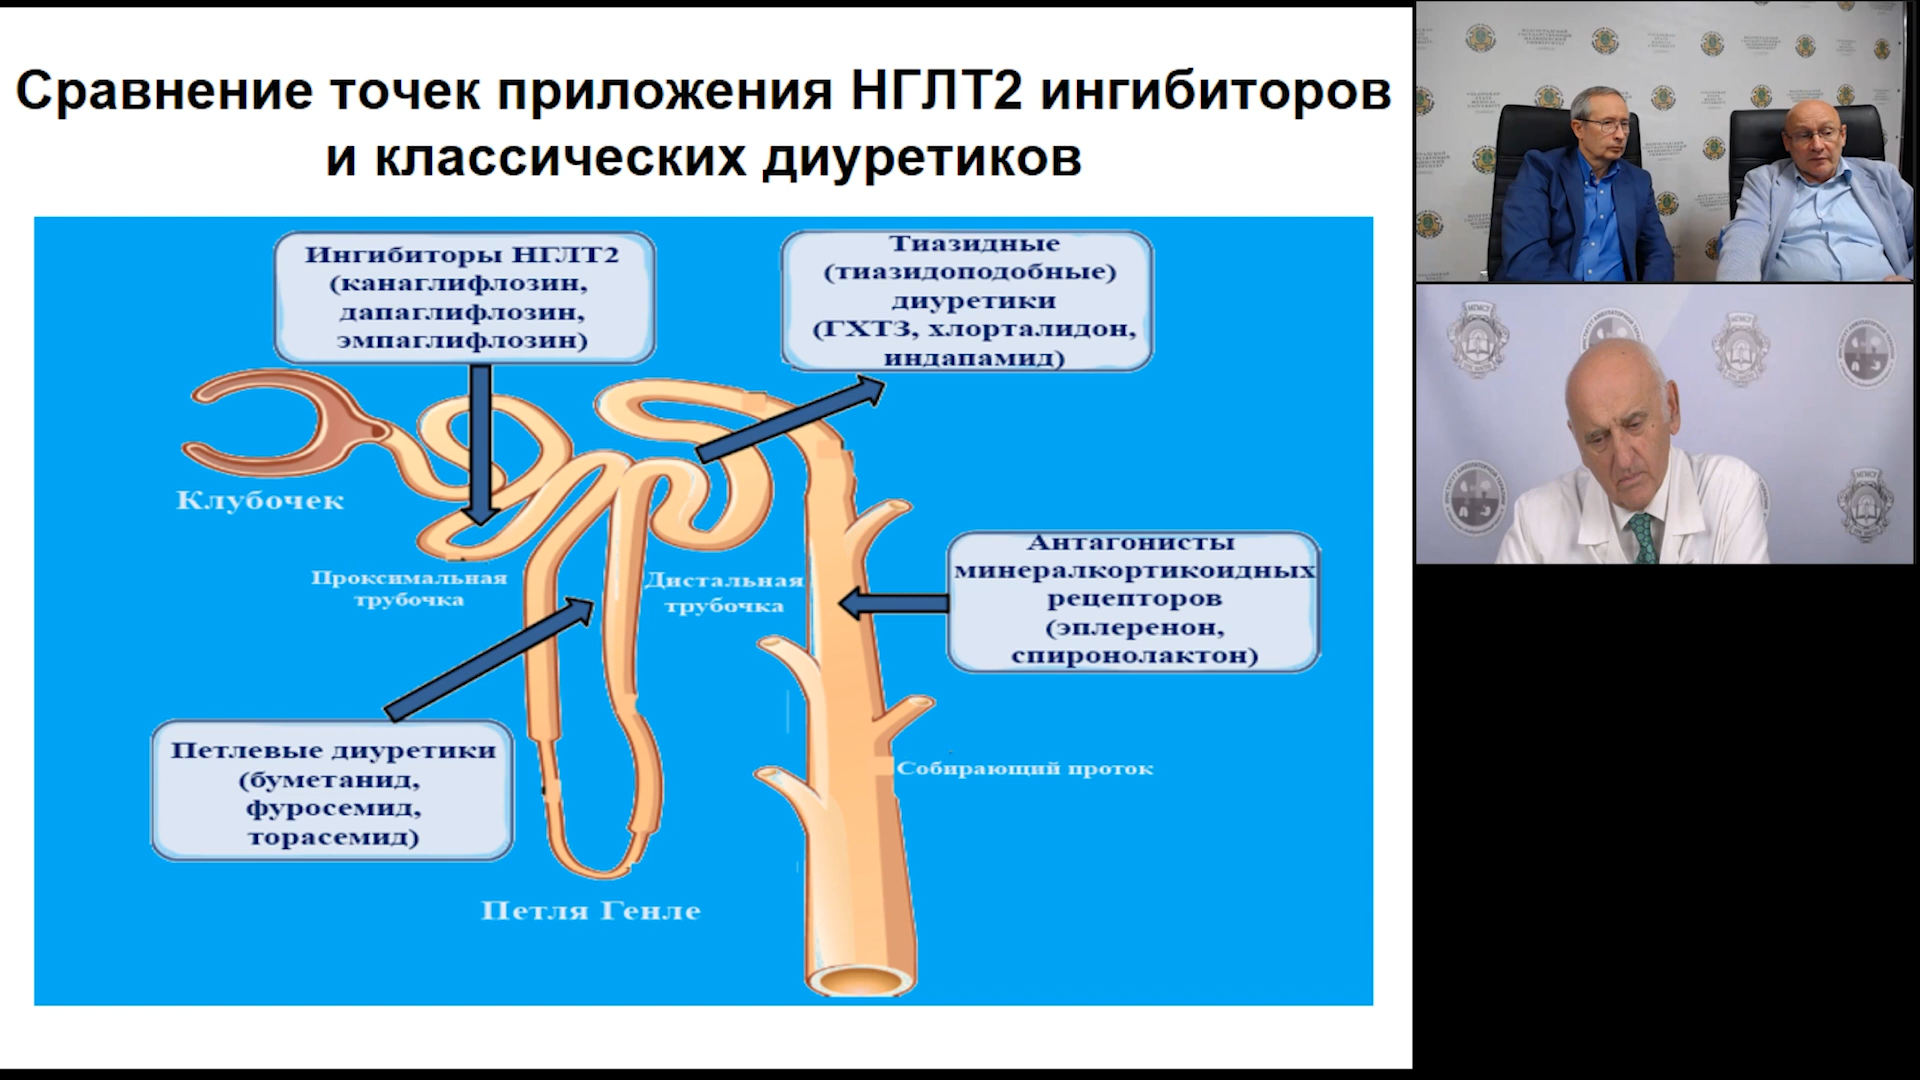 Сравнение точек приложения НГЛТ2 ингибиторов
и классических диуретиков
Ингибиторы НГЛТ2
(канаглифлозин,
дапаглифлозин,
эмпаглифлозин)
Тиазидные
(тиазидоподобные)
диуретики
(ГХТЗ, хлорталидон,
индапамид)
Клубочек
Проксимальная
трубочка
Дистальная
трубочка
Антагонисты
минералкортикоидных
рецепторов
(эплеренон,
спиронолактон)
Петлевые диуретики
(буметанид,
фуросемид,
торасемид)
Собирающий проток
Петля Генле